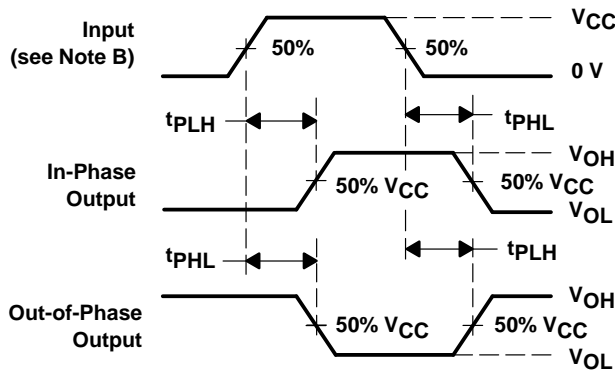 Input
(see Note B)
50%
50%
VCC
0 V
tPLH
tPHL
In-Phase
Output
50% VCC
50% VCC
VOH
VOL
tPHL
tPLH
Out-of-Phase
Output
50% VCC
50% VCC
VOH
VOL